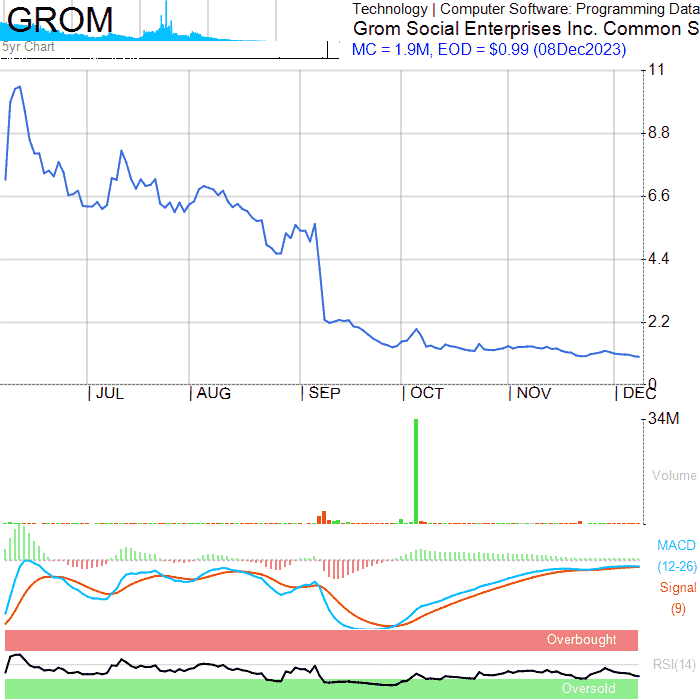 GROM
Technology | Computer Software: Programming Data
Grom Social Enterprises Inc. Common S
5yr Chart
MC = 1.9M, EOD = $0.99 (08Dec2023)
11
8.8
6.6
4.4
2.2
0
JUL AUG SEP OCT NOV DEC
34M
Volume
MACD
(12-26)
Signal
(9)
Overbought
RSI(14)
Oversold